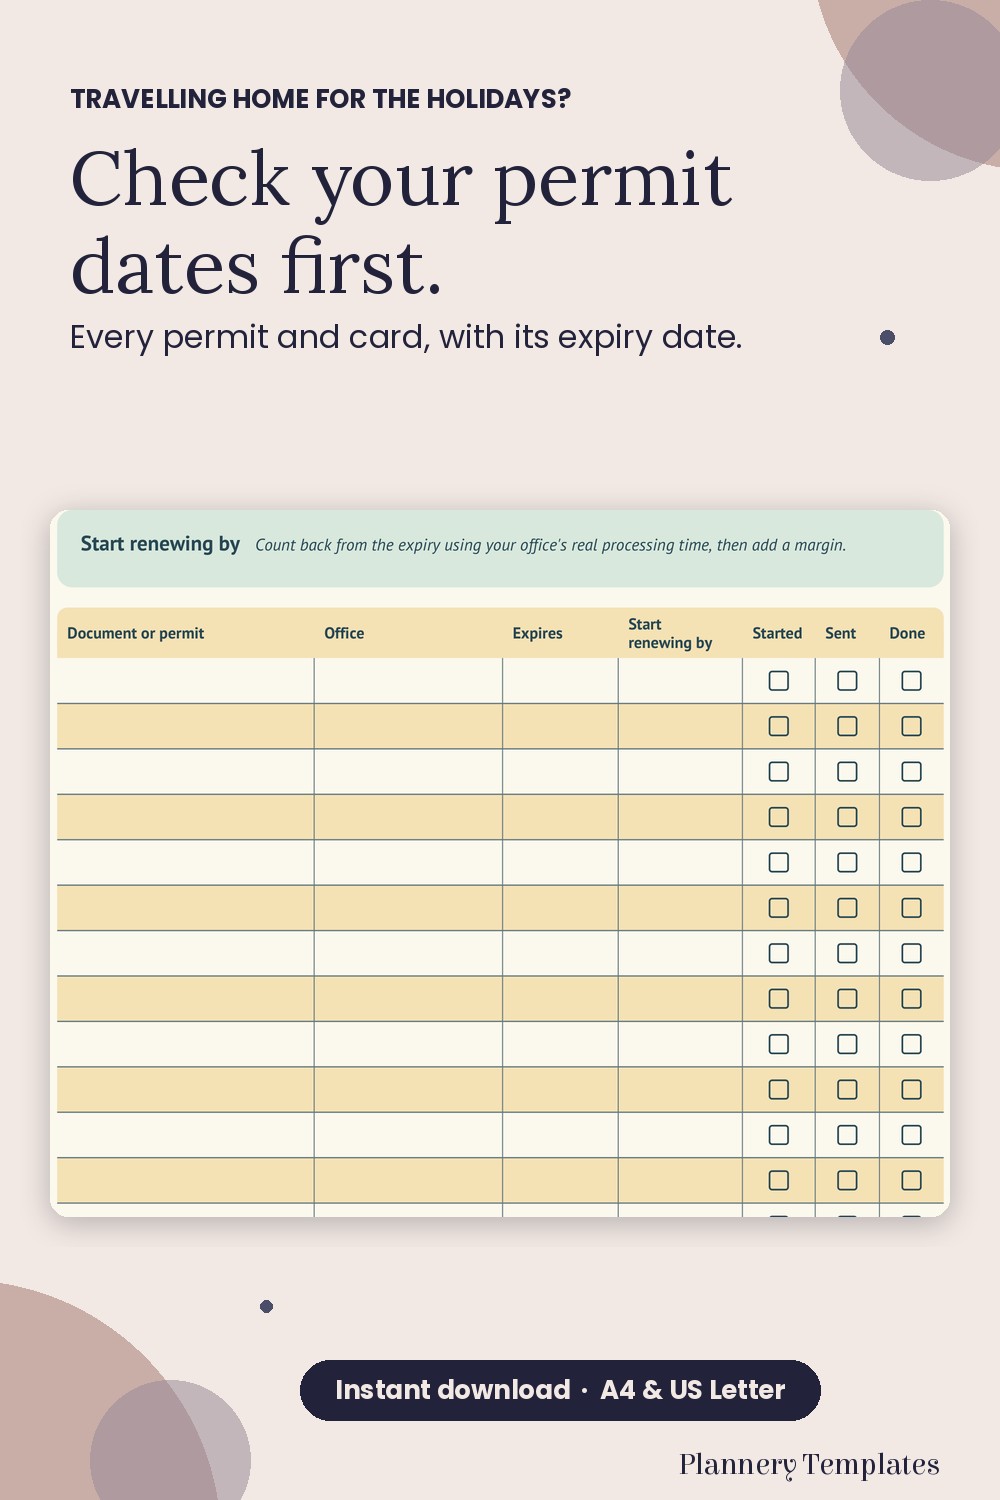 TRAVELLING HOME FOR THE HOLIDAYS?
Check your permit
dates first.
Every permit and card, with its expiry date.
Start renewing by Count back from the expiry using your office's real processing time, then add a margin.
Document or permit Office Expires Start renewing by Started Sent Done
Instant download · A4 & US Letter
Plannery Templates